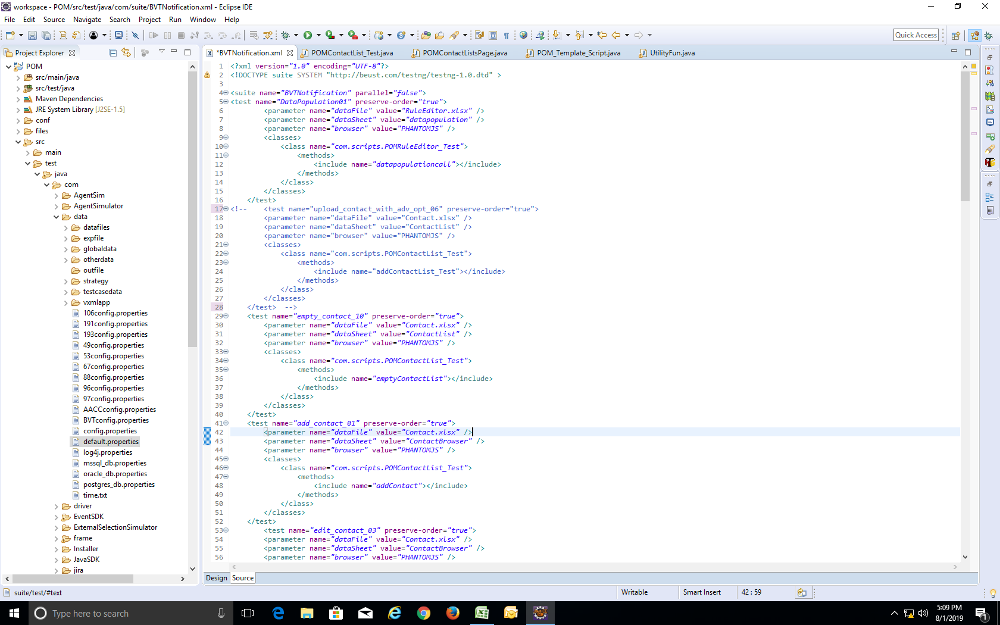 workspace - POM/src/test/java/com/suite/BVTNotification.xml - Eclipse IDE
File Edit Source Navigate Search Project Run Window Help
Quick Access
Project Explorer
*BVTNotification.xml POMContactList_Test.java POMContactListsPage.java POM_Template_Script.java UtilityFun.java
POM
src/main/java
src/test/java
Maven Dependencies
JRE System Library [J2SE-1.5]
conf
files
src
main
test
java
com
AgentSim
AgentSimulator
data
datafiles
expfile
globaldata
otherdata
outfile
strategy
testcasedata
vxmlapp
106config.properties
191config.properties
193config.properties
49config.properties
53config.properties
67config.properties
88config.properties
96config.properties
97config.properties
AACCconfig.properties
BVTconfig.properties
config.properties
default.properties
log4j.properties
mssql_db.properties
oracle_db.properties
postgres_db.properties
time.txt
driver
EventSDK
ExternalSelectionSimulator
frame
Installer
JavaSDK
jira
1 <?xml version="1.0" encoding="UTF-8"?>
2 <!DOCTYPE suite SYSTEM "http://beust.com/testng/testng-1.0.dtd" >
3
4 <suite name="BVTNotification" parallel="false">
5 <test name="DataPopulation01" preserve-order="true">
6 <parameter name="dataFile" value="RuleEditor.xlsx" />
7 <parameter name="dataSheet" value="datapopulation" />
8 <parameter name="browser" value="PHANTOMJS" />
9 <classes>
10 <class name="com.scripts.POMRuleEditor_Test">
11 <methods>
12 <include name="datapopulationcall"></include>
13 </methods>
14 </class>
15 </classes>
16 </test>
17 <!-- <test name="upload_contact_with_adv_opt_06" preserve-order="true">
18 <parameter name="dataFile" value="Contact.xlsx" />
19 <parameter name="dataSheet" value="ContactList" />
20 <parameter name="browser" value="PHANTOMJS" />
21 <classes>
22 <class name="com.scripts.POMContactList_Test">
23 <methods>
24 <include name="addContactList_Test"></include>
25 </methods>
26 </class>
27 </classes>
28 </test> -->
29 <test name="empty_contact_10" preserve-order="true">
30 <parameter name="dataFile" value="Contact.xlsx" />
31 <parameter name="dataSheet" value="ContactList" />
32 <parameter name="browser" value="PHANTOMJS" />
33 <classes>
34 <class name="com.scripts.POMContactList_Test">
35 <methods>
36 <include name="emptyContactList"></include>
37 </methods>
38 </class>
39 </classes>
40 </test>
41 <test name="add_contact_01" preserve-order="true">
42 <parameter name="dataFile" value="Contact.xlsx" />
43 <parameter name="dataSheet" value="ContactBrowser" />
44 <parameter name="browser" value="PHANTOMJS" />
45 <classes>
46 <class name="com.scripts.POMContactList_Test">
47 <methods>
48 <include name="addContact"></include>
49 </methods>
50 </class>
51 </classes>
52 </test>
53 <test name="edit_contact_03" preserve-order="true">
54 <parameter name="dataFile" value="Contact.xlsx" />
55 <parameter name="dataSheet" value="ContactBrowser" />
56 <parameter name="browser" value="PHANTOMJS" />
Design Source
suite/test/#text
Writable
Smart Insert
42 : 59
Type here to search
5:09 PM
8/1/2019
1